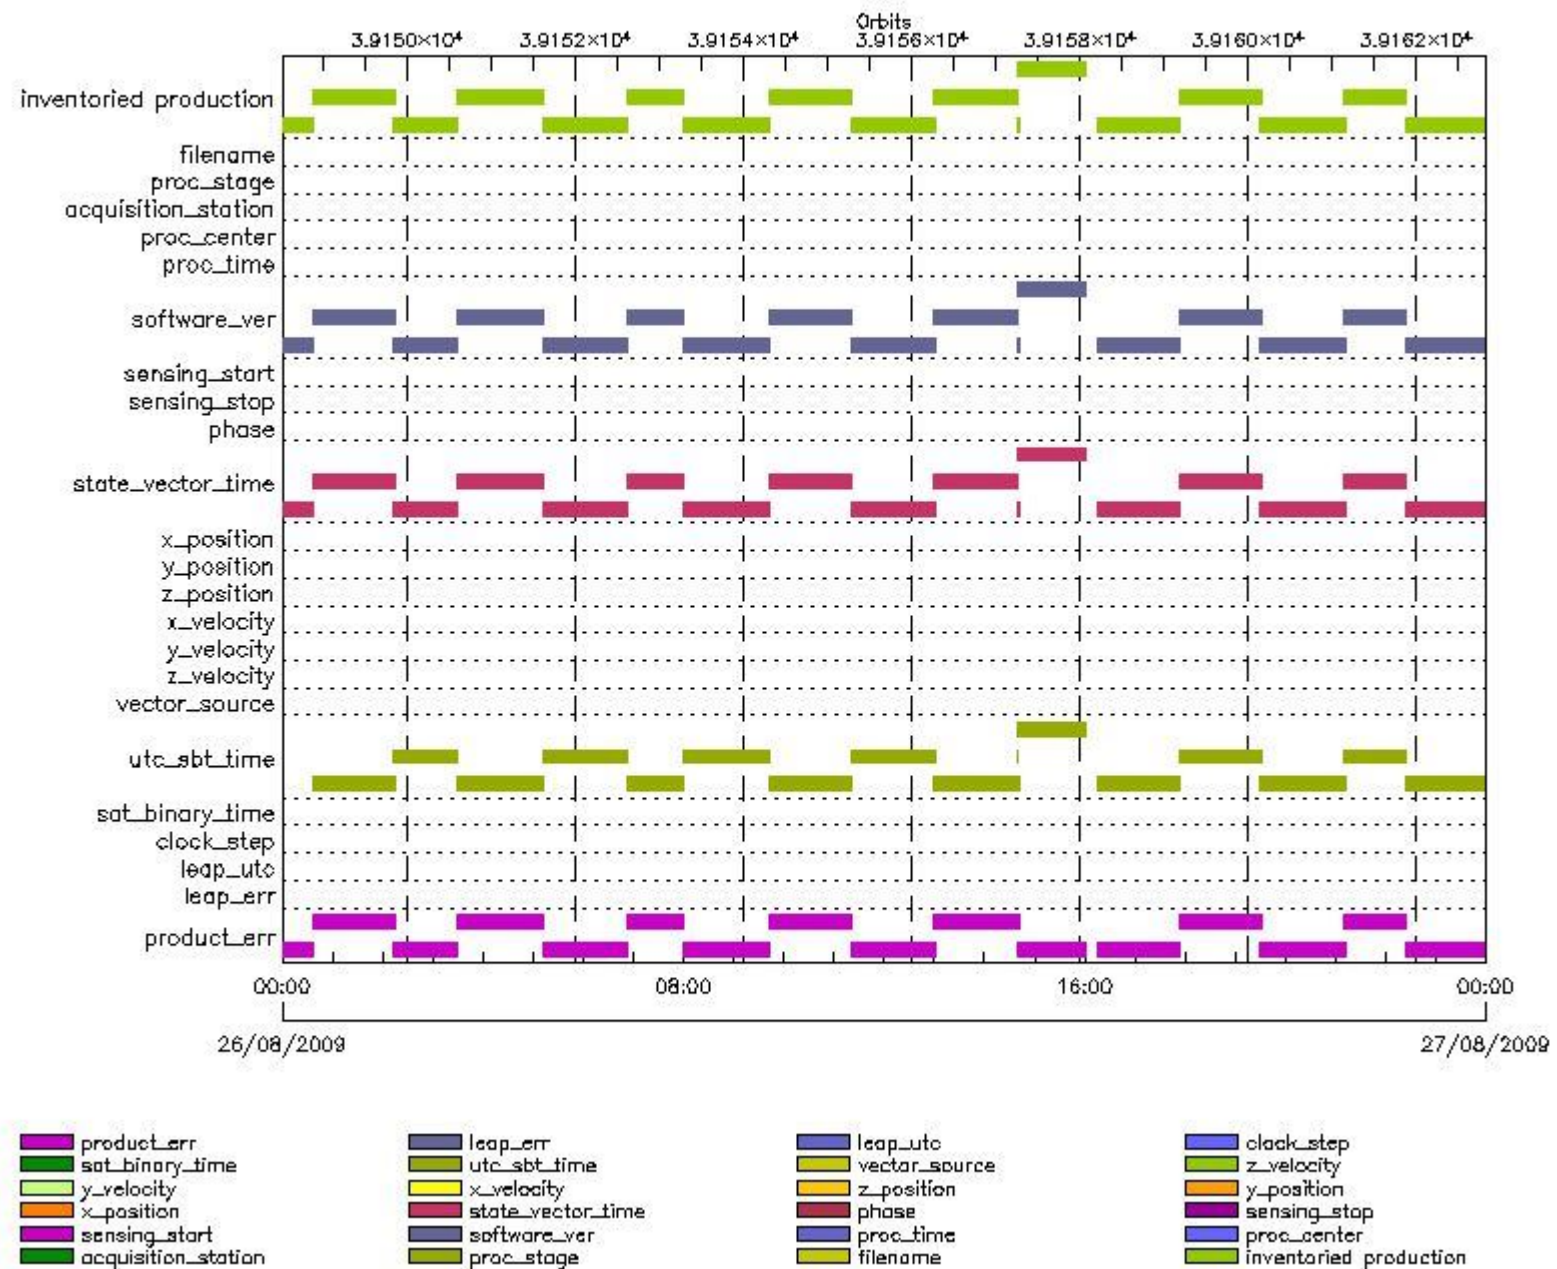 Orbits
3.9150×10⁴ 3.9152×10⁴ 3.9154×10⁴ 3.9156×10⁴ 3.9158×10⁴ 3.9160×10⁴ 3.9162×10⁴
inventoried production
filename
proc_stage
acquisition_station
proc_center
proc_time
software_ver
sensing_start
sensing_stop
phase
state_vector_time
x_position
y_position
z_position
x_velocity
y_velocity
z_velocity
vector_source
utc_sbt_time
sat_binary_time
clock_step
leap_utc
leap_err
product_err
00:00 08:00 16:00 00:00
26/08/2009 27/08/2009
product_err leap_err leap_utc clock_step
sat_binary_time utc_sbt_time vector_source z_velocity
y_velocity x_velocity z_position y_position
x_position state_vector_time phase sensing_stop
sensing_start software_ver proc_time proc_center
acquisition_station proc_stage filename inventoried production